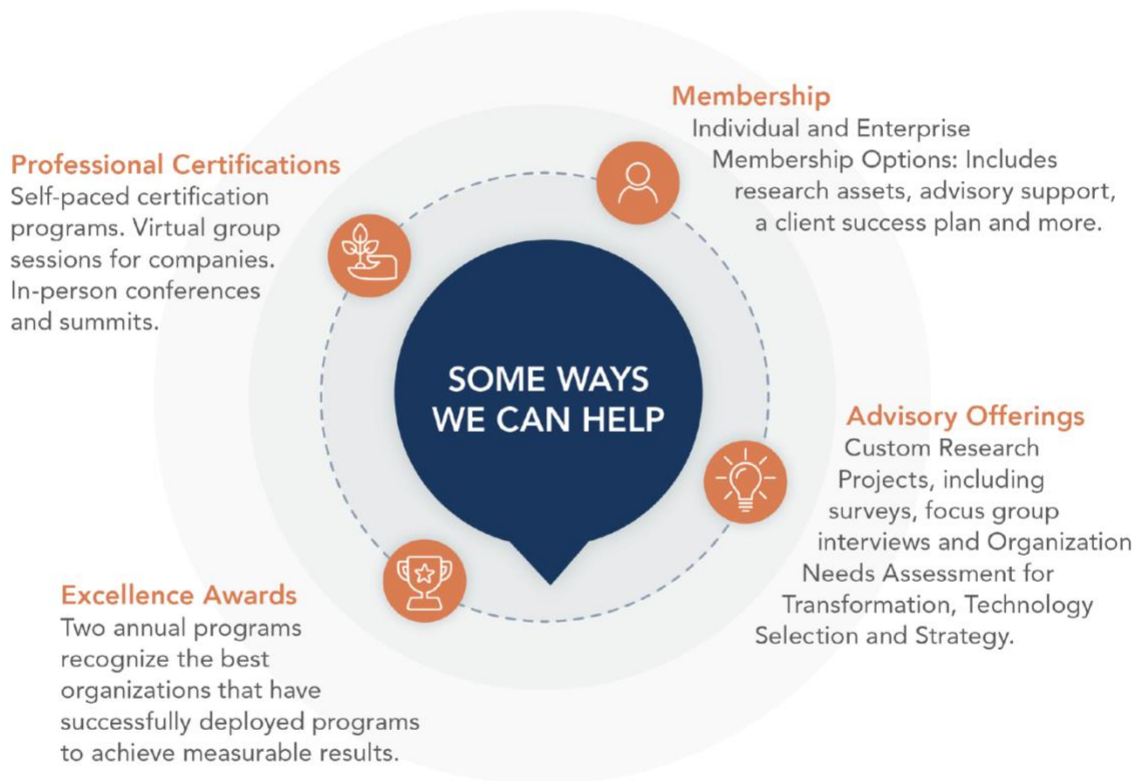 Membership
Individual and Enterprise
Membership Options: Includes
research assets, advisory support,
a client success plan and more.
Professional Certifications
Self-paced certification
programs. Virtual group
sessions for companies.
In-person conferences
and summits.
SOME WAYS
WE CAN HELP
Advisory Offerings
Custom Research
Projects, including
surveys, focus group
interviews and Organization
Needs Assessment for
Transformation, Technology
Selection and Strategy.
Excellence Awards
Two annual programs
recognize the best
organizations that have
successfully deployed programs
to achieve measurable results.